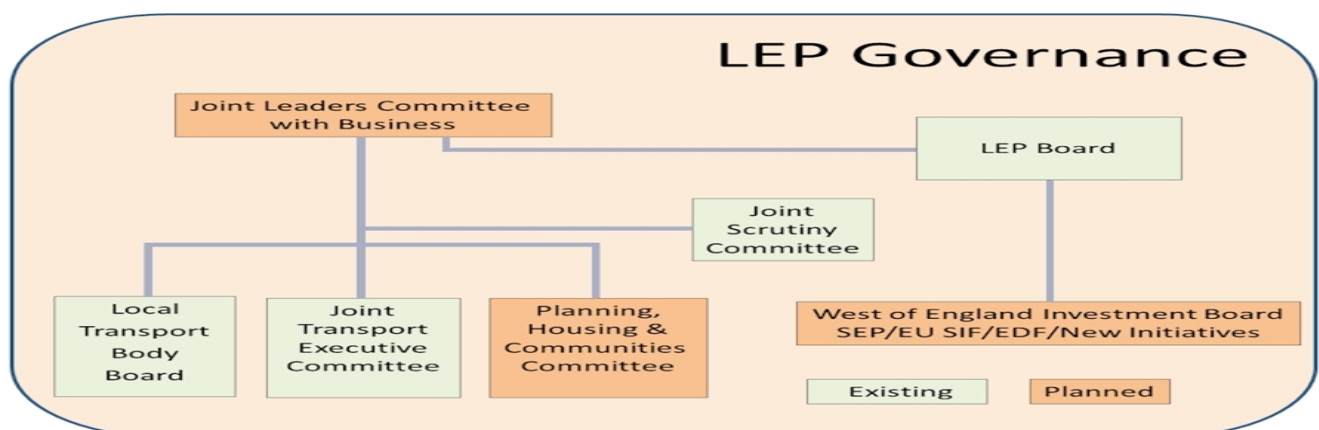 LEP Governance
Joint Leaders Committee
with Business
LEP Board
Joint
Scrutiny
Committee
Local
Transport
Body
Board
Joint
Transport
Executive
Committee
Planning,
Housing &
Communities
Committee
West of England Investment Board
SEP/EU SIF/EDF/New Initiatives
Existing
Planned